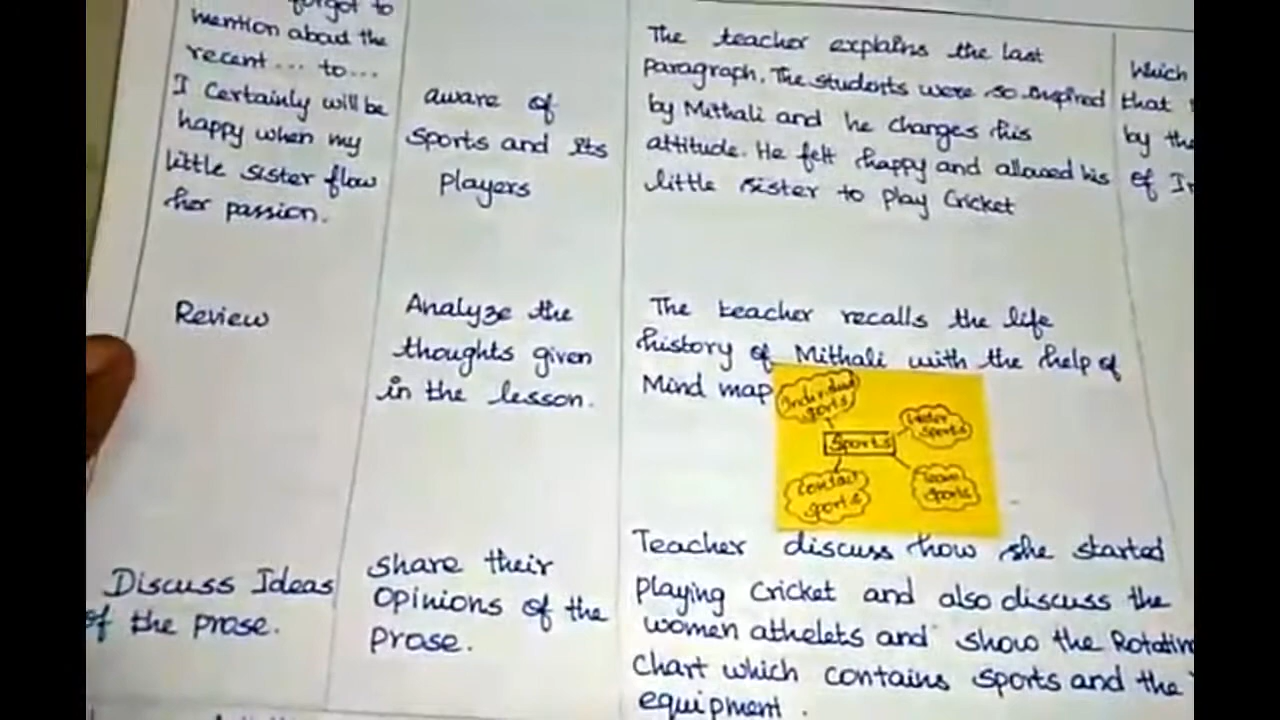 forgot to
mention about the
recent... to...
I Certainly will be
happy when my
little sister flow
her passion.
aware of
Sports and its
Players
The teacher explains the last
Paragraph. The students were so inspired
by Mithali and he changes his
attitude. He felt happy and allowed his
little sister to play Cricket
Which
that
by the
of
Review
Analyze the
thoughts given
in the lesson.
The teacher recalls the life
history of Mithali with the help of
Mind map
Individual
sports
Sports
Sports
Contact
Sports
Team
Sports
Discuss Ideas
of the prose.
Share their
Opinions of the
prose.
Teacher discuss how she started
playing Cricket and also discuss the
women athelets and show the Rotatin
Chart which contains Sports and the
equipment.